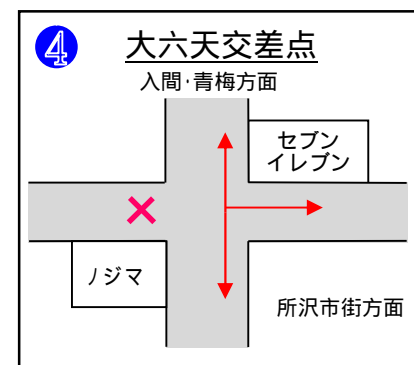 4
大六天交差点
入間･青梅方面
セブン
イレブン
ノジマ
所沢市街方面